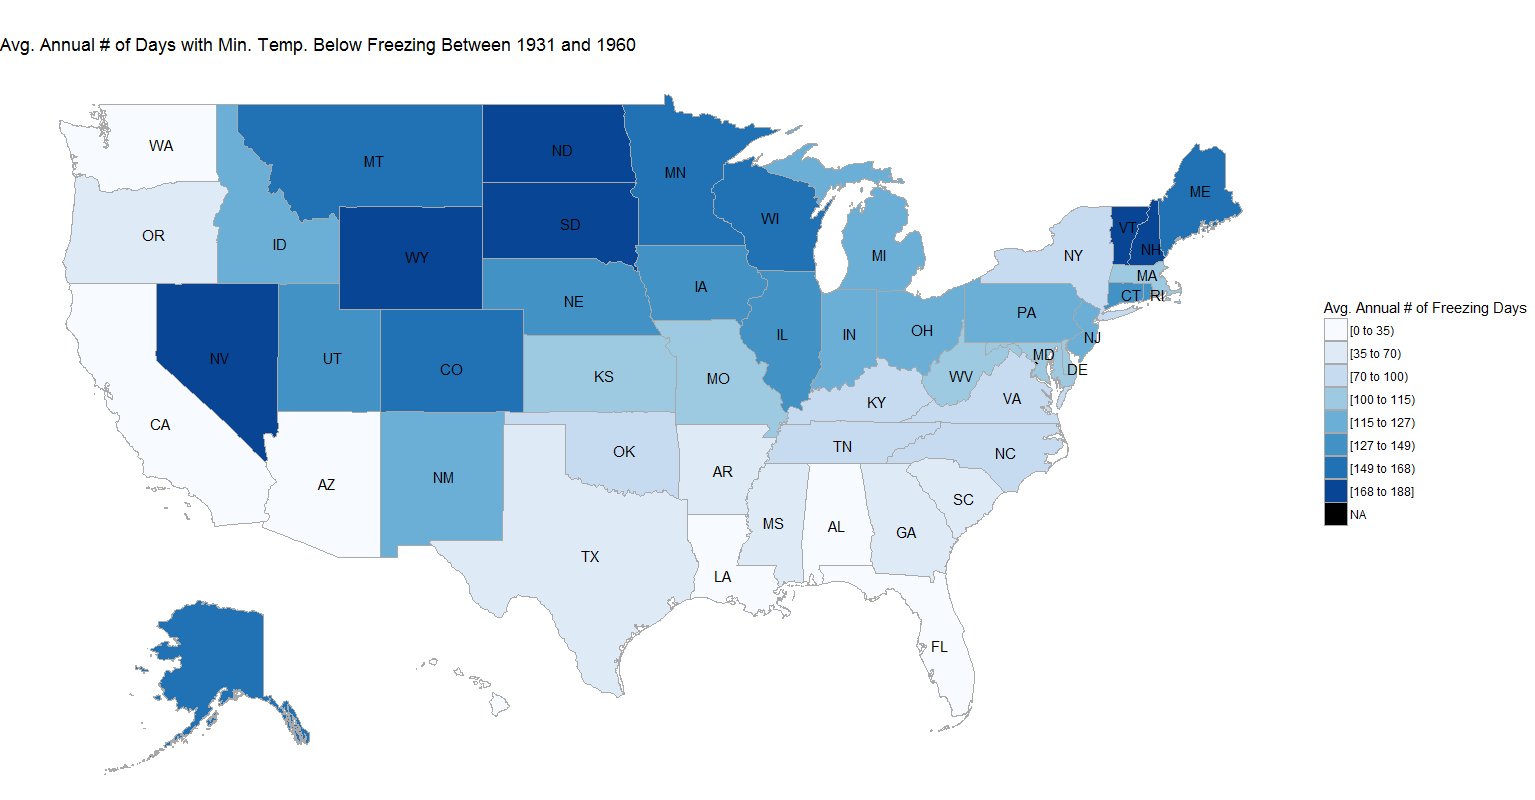 Avg. Annual # of Days with Min. Temp. Below Freezing Between 1931 and 1960
WA
MT
ND
MN
ME
OR
ID
SD
WI
VT
NH
WY
MI
NY
MA
NE
IA
CT
RI
NV
UT
CO
IL
IN
OH
PA
NJ
KS
MO
WV
MD
DE
CA
KY
VA
AZ
NM
OK
TN
NC
AR
SC
MS
AL
GA
TX
LA
FL
Avg. Annual # of Freezing Days
[0 to 35)
[35 to 70)
[70 to 100)
[100 to 115)
[115 to 127)
[127 to 149)
[149 to 168)
[168 to 188]
NA